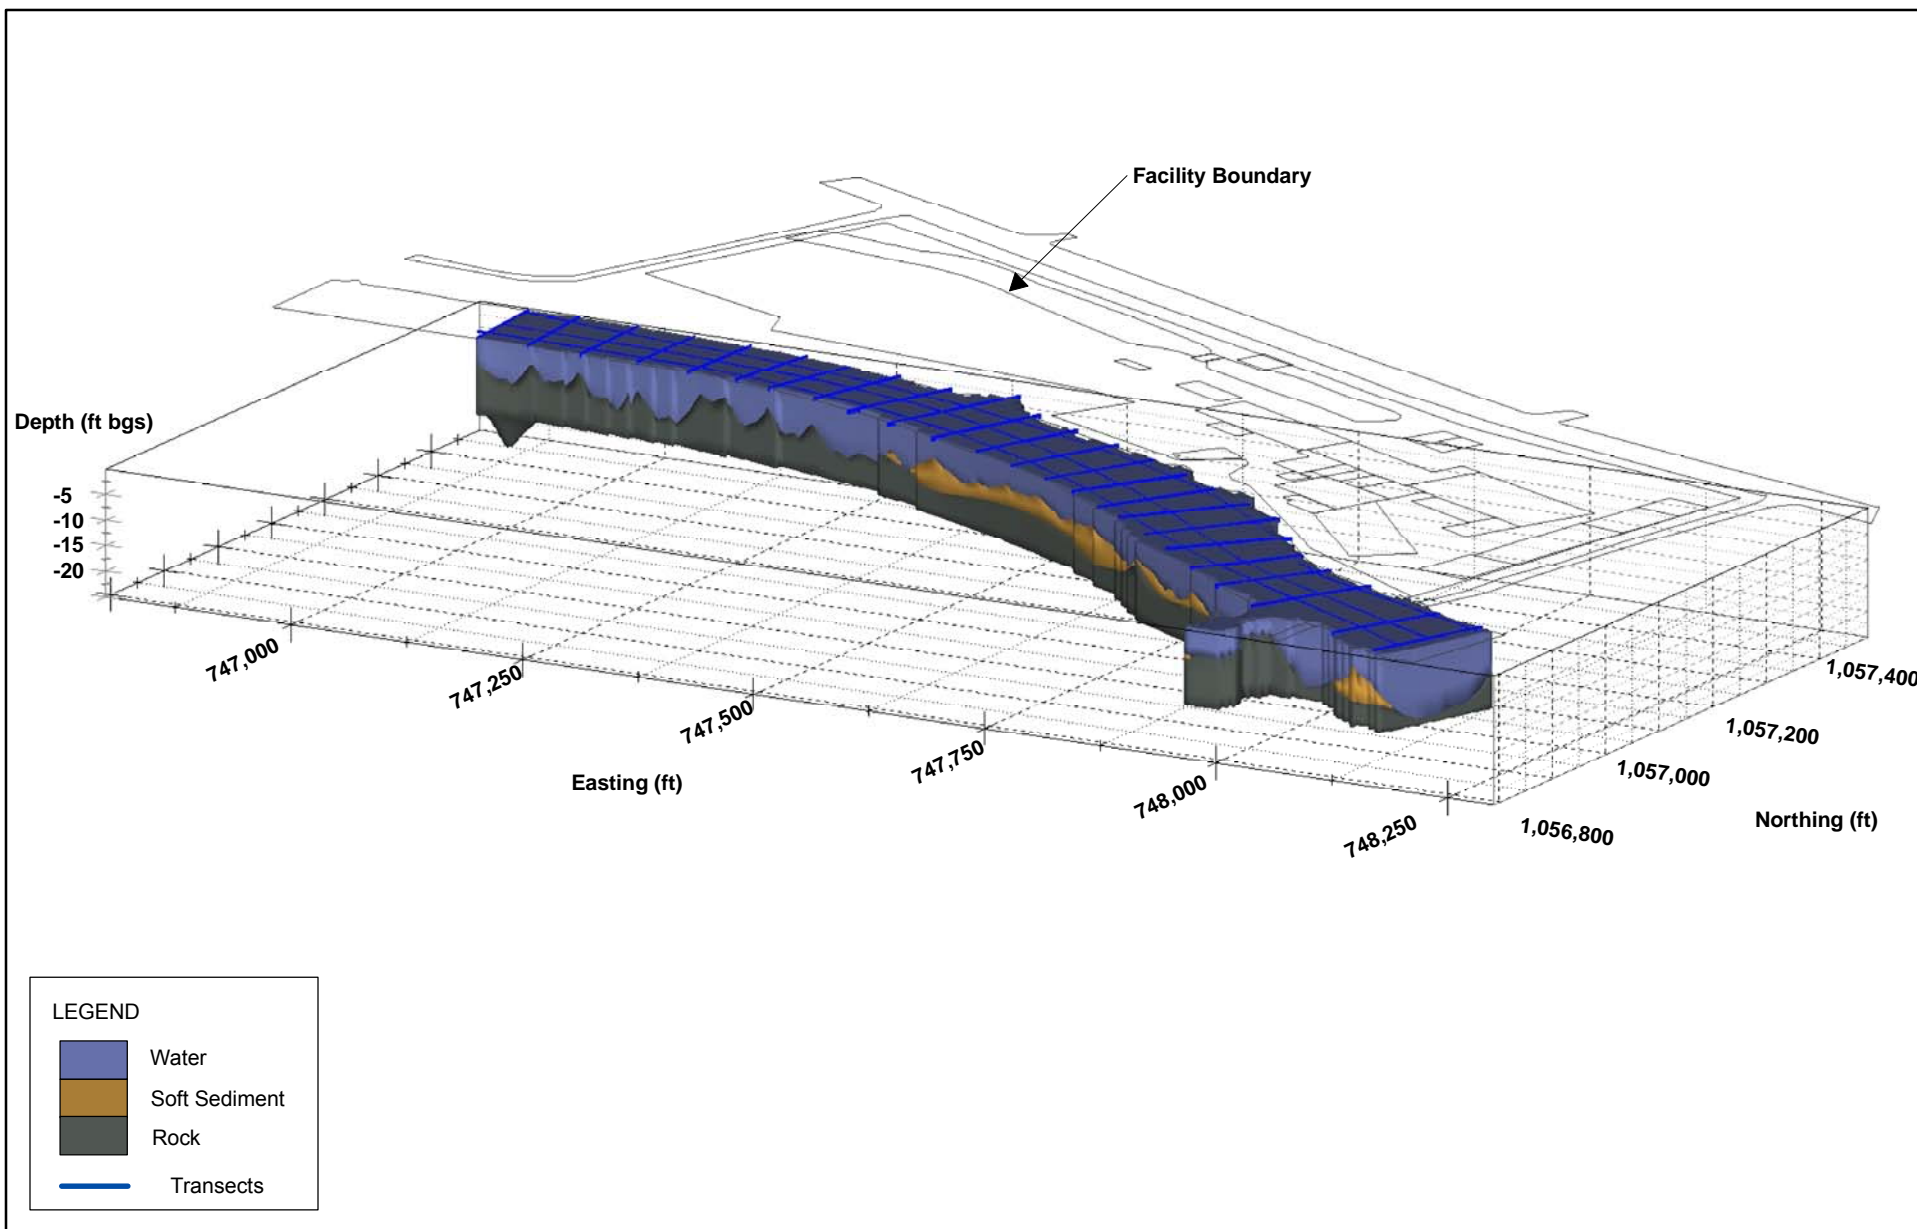 Facility Boundary
Depth (ft bgs)
-5
-10
-15
-20
747,000
747,250
747,500
747,750
748,000
748,250
Easting (ft)
1,056,800
1,057,000
1,057,200
1,057,400
Northing (ft)
LEGEND
Water
Soft Sediment
Rock
Transects